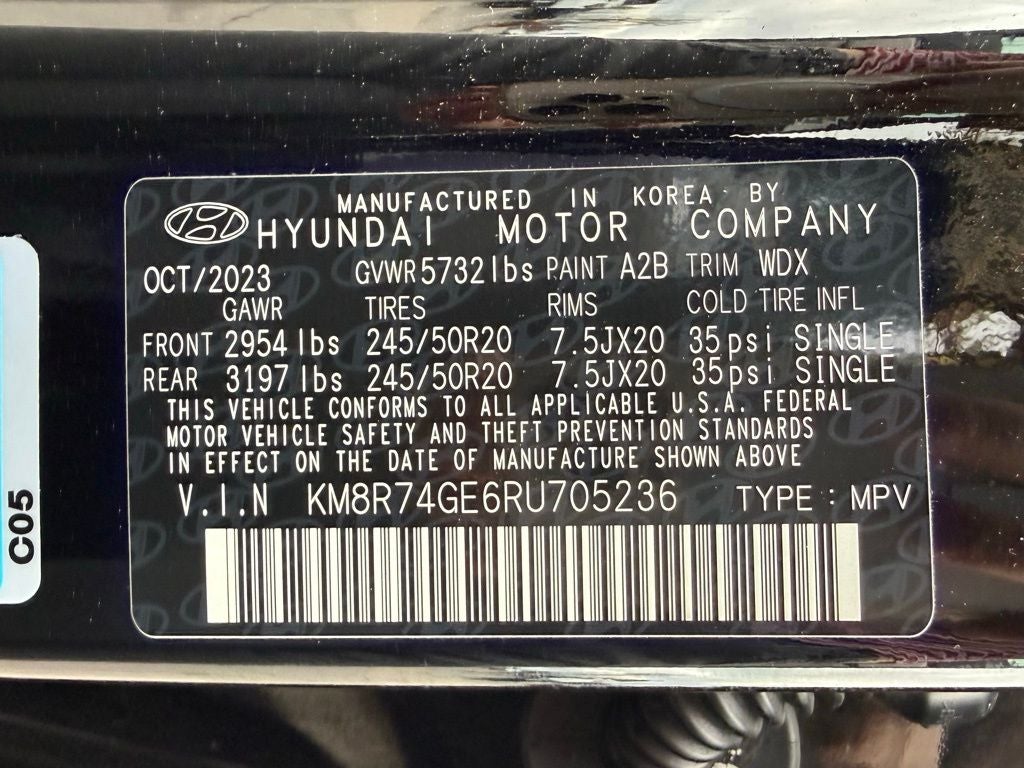 MANUFACTURED IN KOREA BY
HYUNDAI MOTOR COMPANY
OCT/2023 GVWR 5732 lbs PAINT A2B TRIM WDX
GAWR TIRES RIMS COLD TIRE INFL
FRONT 2954 lbs 245/50R20 7.5JX20 35psi SINGLE
REAR 3197 lbs 245/50R20 7.5JX20 35psi SINGLE
THIS VEHICLE CONFORMS TO ALL APPLICABLE U.S.A. FEDERAL
MOTOR VEHICLE SAFETY AND THEFT PREVENTION STANDARDS
IN EFFECT ON THE DATE OF MANUFACTURE SHOWN ABOVE
V.I.N KM8R74GE6RU705236 TYPE : MPV
C05